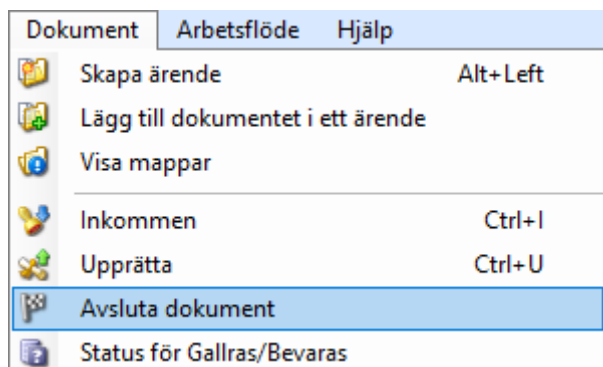 Dokument Arbetsflöde Hjälp
Skapa ärende Alt+Left
Lägg till dokumentet i ett ärende
Visa mappar
Inkommen Ctrl+I
Upprätta Ctrl+U
Avsluta dokument
Status för Gallras/Bevaras